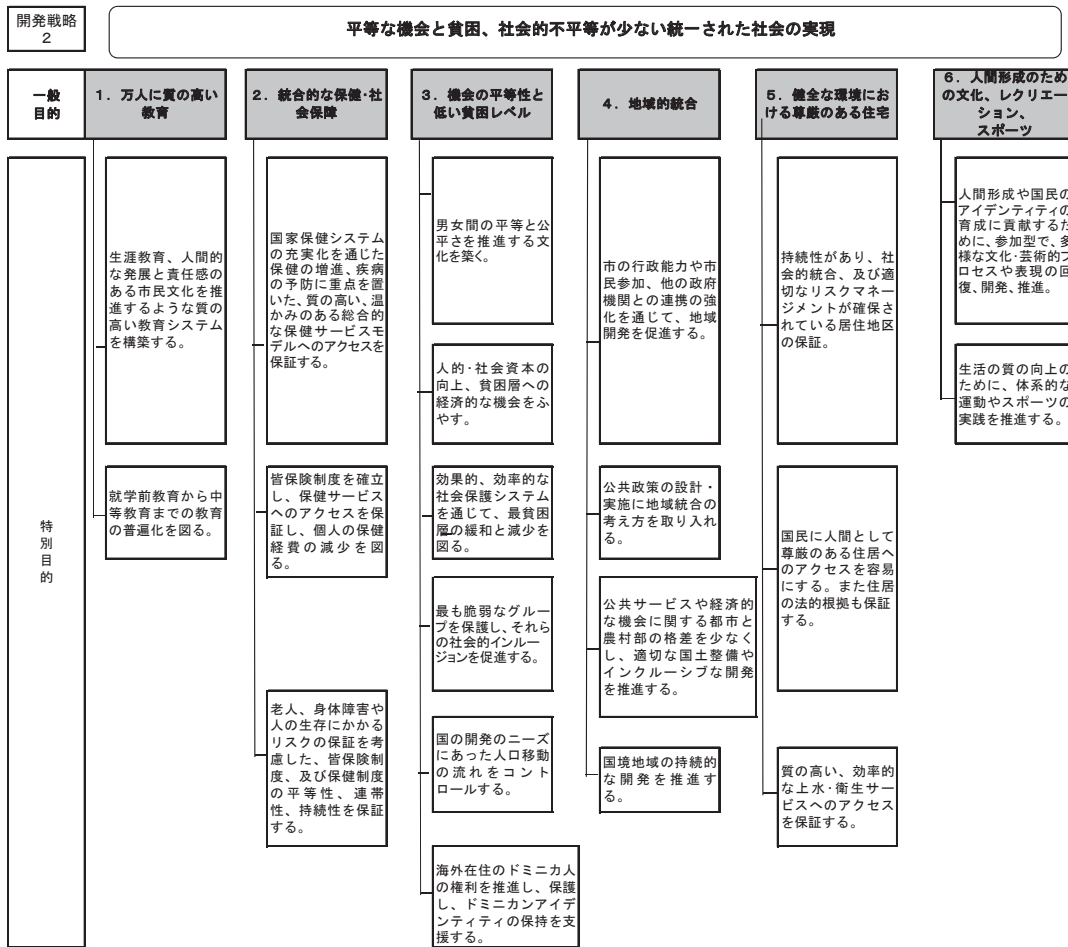 開発戦略
2
平等な機会と貧困、社会的不平等が少ない統一された社会の実現
一般
目的
1．万人に質の高い
教育
2．統合的な保健･社
会保障
3．機会の平等性と
低い貧困レベル
4．地域的統合
5．健全な環境にお
ける尊厳のある住宅
6．人間形成のため
の文化、レクリエー
ション、
スポーツ
特
別
目
的
生涯教育、人間的
な発展と責任感の
ある市民文化を推
進するような質の
高い教育システム
を構築する。
就学前教育から中
等教育までの教育
の普遍化を図る。
国家保健システム
の充実化を通じた
保健の増進、疾病
の予防に重点を置
いた、質の高い、温
かみのある総合的
な保健サービスモ
デルへのアクセスを
保証する。
皆保険制度を確立
し、保健サービス
へのアクセスを保
証し、個人の保健
経費の減少を図
る。
老人、身体障害や
人の生存にかかる
リスクの保証を考
慮した、皆保険制
度、及び保健制度
の平等性、連帯
性、持続性を保証
する。
男女間の平等と公
平さを推進する文
化を築く。
人的･社会資本の
向上、貧困層への
経済的な機会をふ
やす。
効果的、効率的な
社会保護システム
を通じて、最貧困
層の緩和と減少を
図る。
最も脆弱なグルー
プを保護し、それら
の社会的インルー
ジョンを促進する。
国の開発のニーズ
にあった人口移動
の流れをコント
ロールする。
海外在住のドミニカ人
の権利を推進し、保護
し、ドミニカンアイデ
ンティティの保持を支
援する。
市の行政能力や市
民参加、他の政府
機関との連携の強
化を通じて、地域
開発を促進する。
公共政策の設計・
実施に地域統合の
考え方を取り入れ
る。
公共サービスや経済的
な機会に関する都市と
農村部の格差を少なく
し、適切な国土整備や
インクルーシブな開発
を推進する。
国境地域の持続的
な開発を推進す
る。
持続性があり、社
会的統合、及び適
切なリスクマネー
ジメントが確保さ
れている居住地区
の保証。
国民に人間として
尊厳のある住居へ
のアクセスを容易
にする。また住居
の法的根拠も保証
する。
質の高い、効率的
な上水･衛生サー
ビスへのアクセス
を保証する。
人間形成や国民の
アイデンティティの
育成に貢献するた
めに、参加型で、多
様な文化･芸術的プ
ロセスや表現の回
復、開発、推進。
生活の質の向上の
ために、体系的な
運動やスポーツの
実践を推進する。